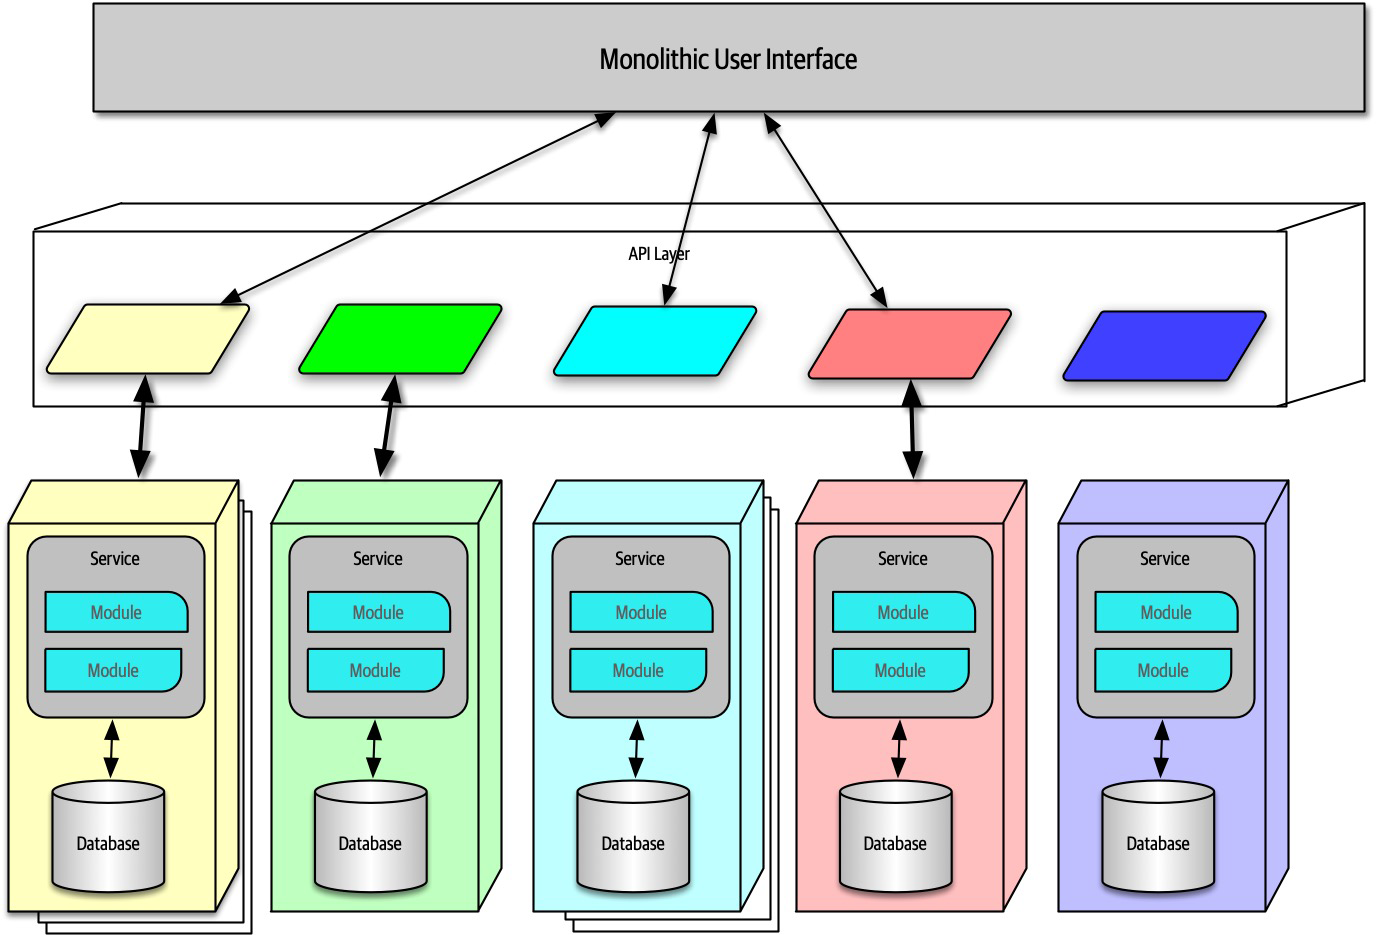 Monolithic User Interface
API Layer
Service
Module
Module
Database
Service
Module
Module
Database
Service
Module
Module
Database
Service
Module
Module
Database
Service
Module
Module
Database